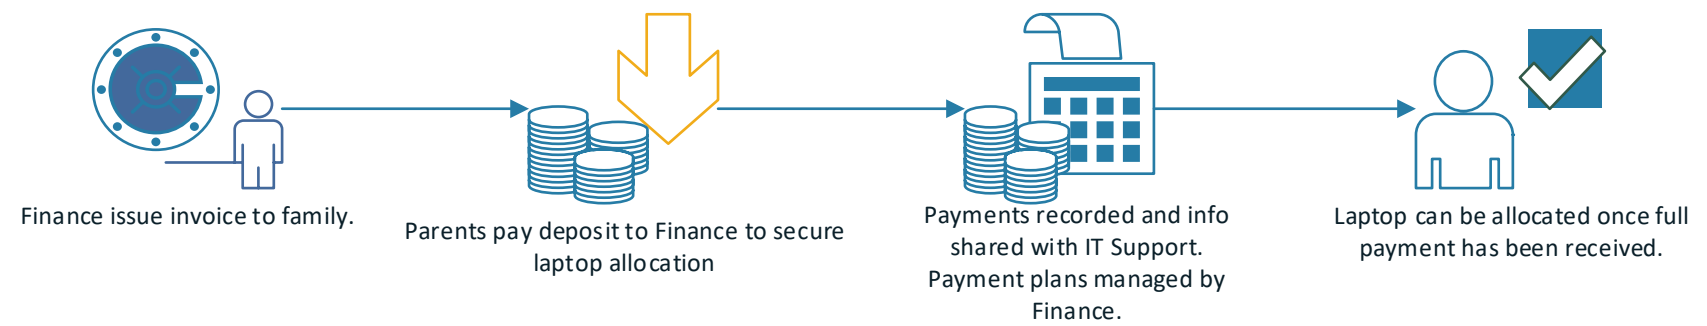 Finance issue invoice to family.
Parents pay deposit to Finance to secure
laptop allocation
Payments recorded and info
shared with IT Support.
Payment plans managed by
Finance.
Laptop can be allocated once full
payment has been received.